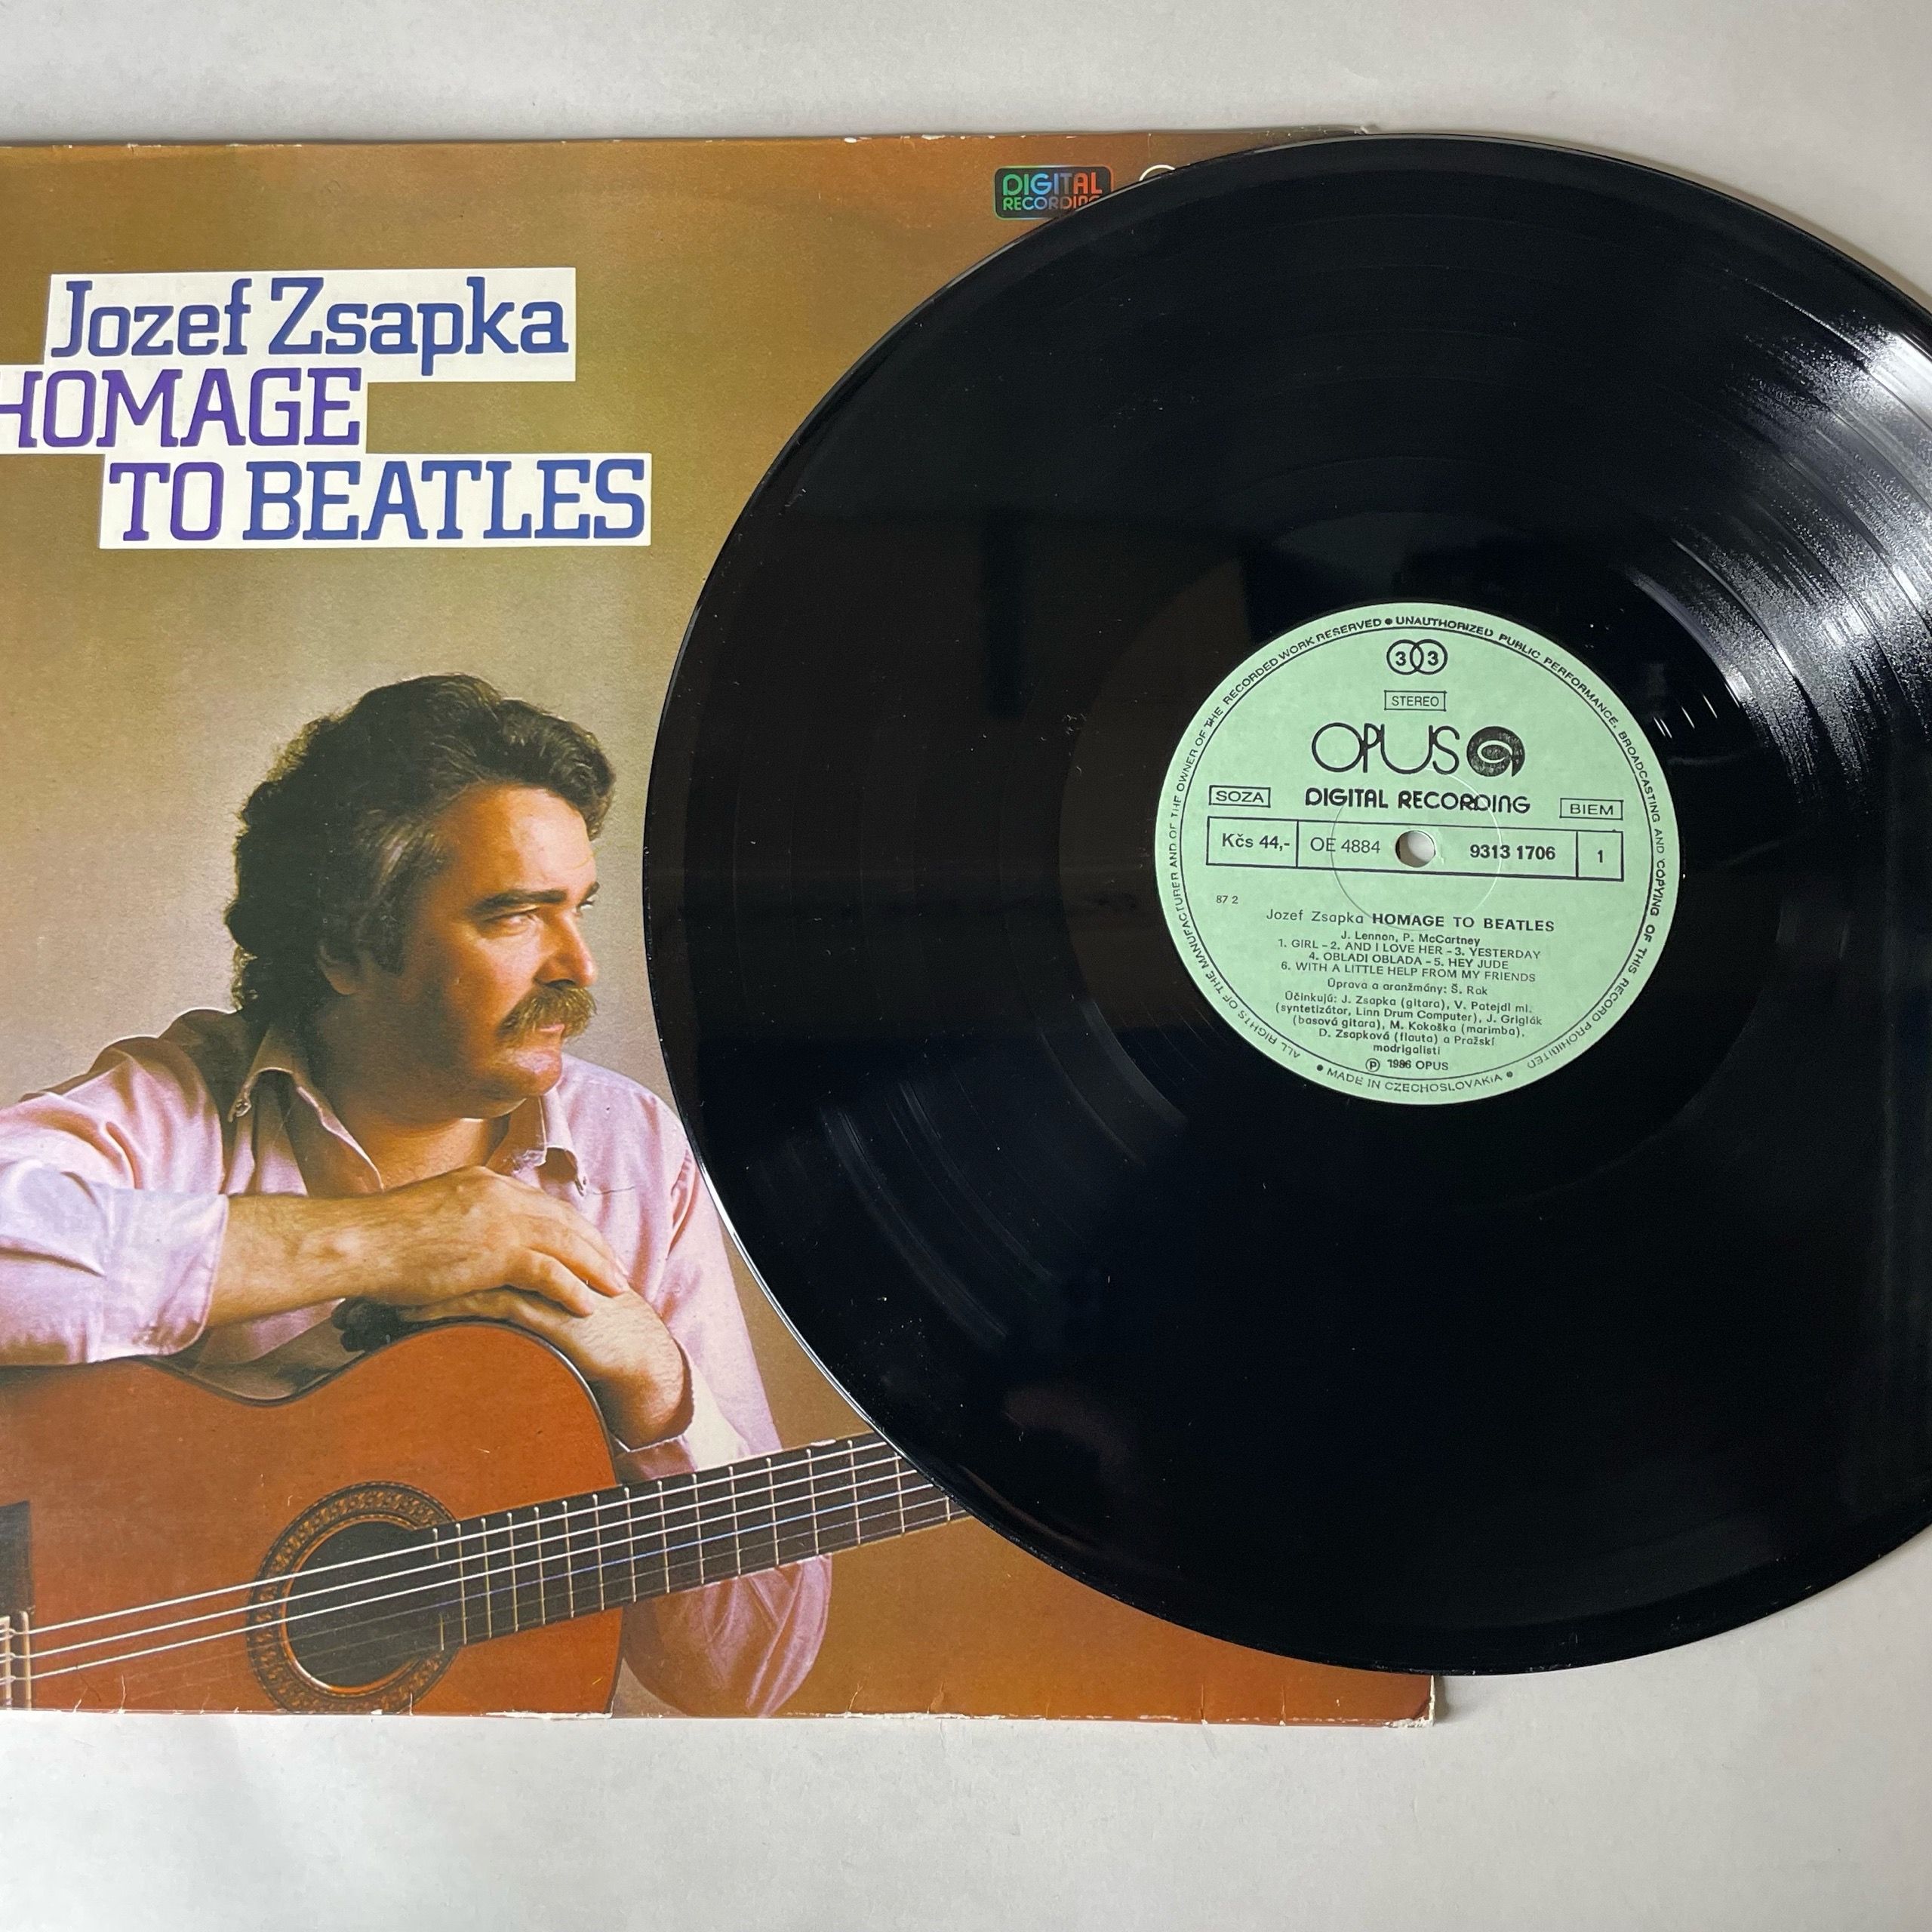 DIGITAL
RECORDING
Jozef Zsapka
HOMAGE
TO BEATLES
ALL RIGHTS OF THE MANUFACTURER AND OF THE OWNER OF THE RECORDED WORK RESERVED ● UNAUTHORIZED PUBLIC PERFORMANCE, BROADCASTING AND COPYING OF THIS RECORD PROHIBITED
33
STEREO
OPUS
SOZA DIGITAL RECORDING BIEM
Kčs 44,- OE 4884 9313 1706 1
87 2
Jozef Zsapka HOMAGE TO BEATLES
J. Lennon, P. McCartney
1. GIRL – 2. AND I LOVE HER – 3. YESTERDAY
4. OBLADI OBLADA – 5. HEY JUDE
6. WITH A LITTLE HELP FROM MY FRIENDS
Úprava a aranžmány: Š. Rak
Účinkujú: J. Zsapka (gitara), V. Patejdl ml.
(syntetizátor, Linn Drum Computer), J. Griglák
(basová gitara), M. Kokoška (marimba).
D. Zsapková (flauta) a Pražskí
madrigalisti
Ⓟ 1986 OPUS
● MADE IN CZECHOSLOVAKIA ●